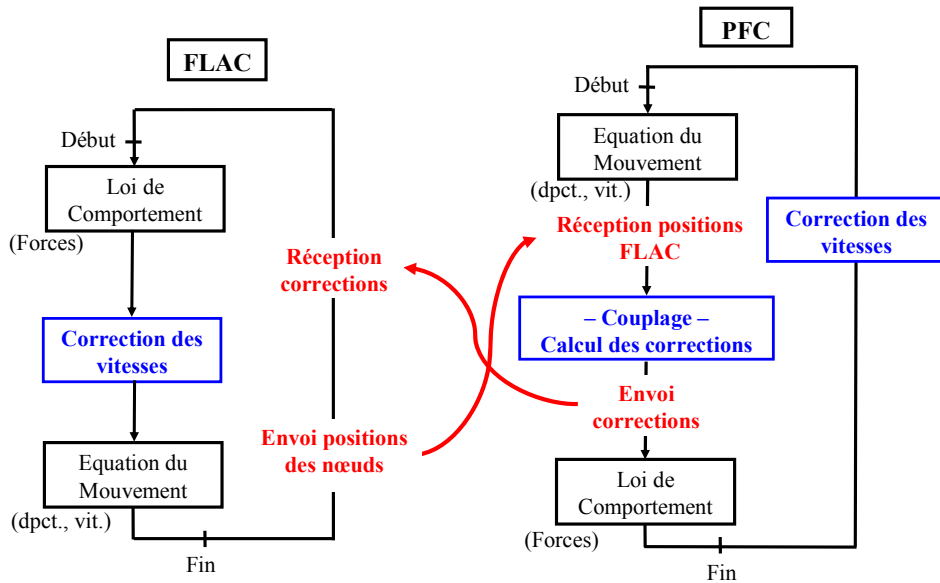 FLAC
Début
Loi de
Comportement
(Forces)
Correction des
vitesses
Equation du
Mouvement
(dpct., vit.)
Fin
Réception
corrections
Envoi positions
des nœuds
PFC
Début
Equation du
Mouvement
(dpct., vit.)
Réception positions
FLAC
– Couplage –
Calcul des corrections
Envoi
corrections
Loi de
Comportement
(Forces)
Fin
Correction des
vitesses